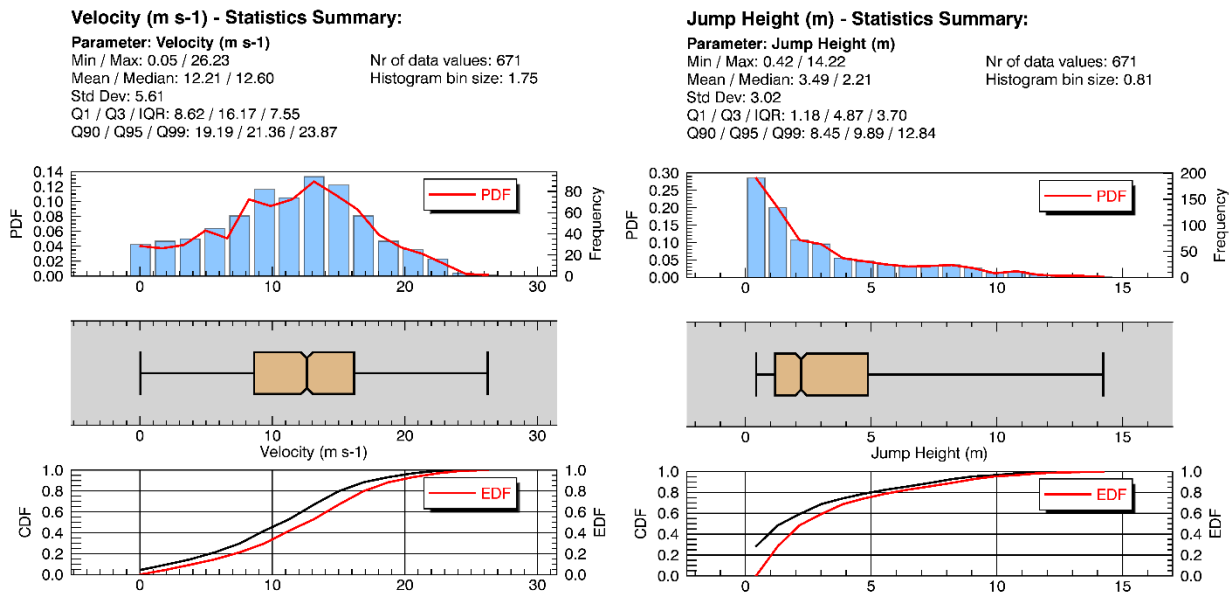 Velocity (m s-1) - Statistics Summary:
Parameter: Velocity (m s-1)
Min / Max: 0.05 / 26.23 Nr of data values: 671
Mean / Median: 12.21 / 12.60 Histogram bin size: 1.75
Std Dev: 5.61
Q1 / Q3 / IQR: 8.62 / 16.17 / 7.55
Q90 / Q95 / Q99: 19.19 / 21.36 / 23.87
0.14
0.12
0.10
0.08
0.06
0.04
0.02
0.00
PDF
PDF
80
60
40
20
0
Frequency
0 10 20 30
0 10 20 30
Velocity (m s-1)
1.0
0.8
0.6
0.4
0.2
0.0
CDF
EDF
1.0
0.8
0.6
0.4
0.2
0.0
EDF
0 10 20 30
Jump Height (m) - Statistics Summary:
Parameter: Jump Height (m)
Min / Max: 0.42 / 14.22 Nr of data values: 671
Mean / Median: 3.49 / 2.21 Histogram bin size: 0.81
Std Dev: 3.02
Q1 / Q3 / IQR: 1.18 / 4.87 / 3.70
Q90 / Q95 / Q99: 8.45 / 9.89 / 12.84
0.30
0.25
0.20
0.15
0.10
0.05
0.00
PDF
PDF
200
150
100
50
0
Frequency
0 5 10 15
0 5 10 15
Jump Height (m)
1.0
0.8
0.6
0.4
0.2
0.0
CDF
EDF
1.0
0.8
0.6
0.4
0.2
0.0
EDF
0 5 10 15